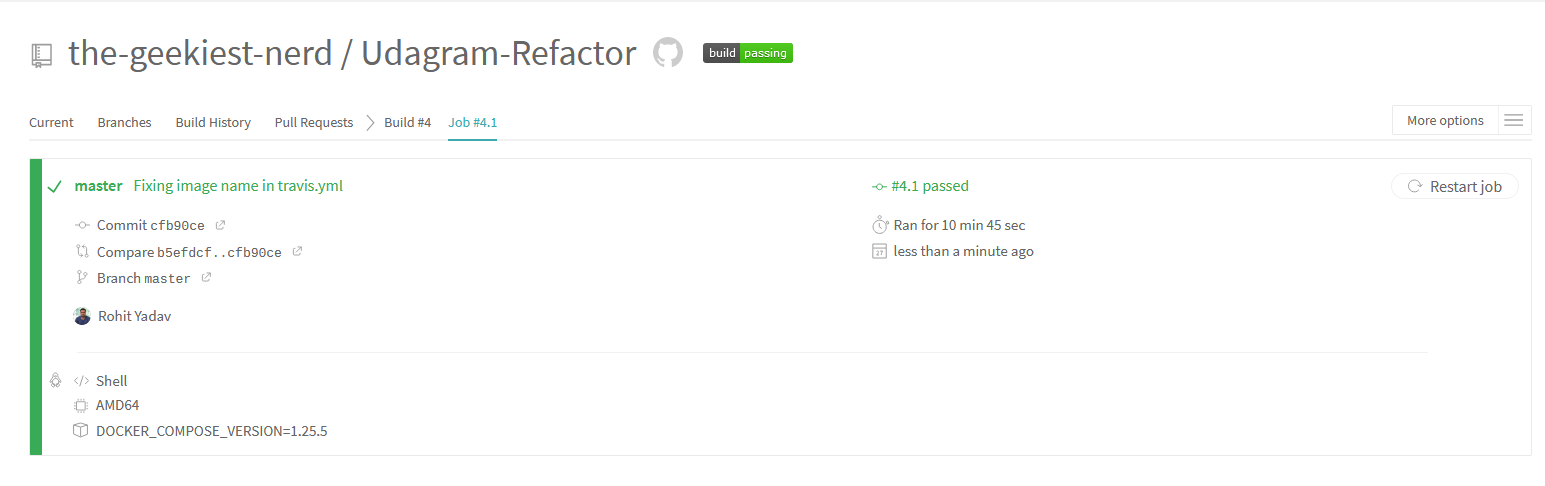 the-geekiest-nerd / Udagram-Refactor build passing
Current Branches Build History Pull Requests Build #4 Job #4.1 More options
master Fixing image name in travis.yml #4.1 passed Restart job
Commit cfb90ce Ran for 10 min 45 sec
Compare b5efdcf..cfb90ce 27 less than a minute ago
Branch master
Rohit Yadav
</> Shell
AMD64
DOCKER_COMPOSE_VERSION=1.25.5